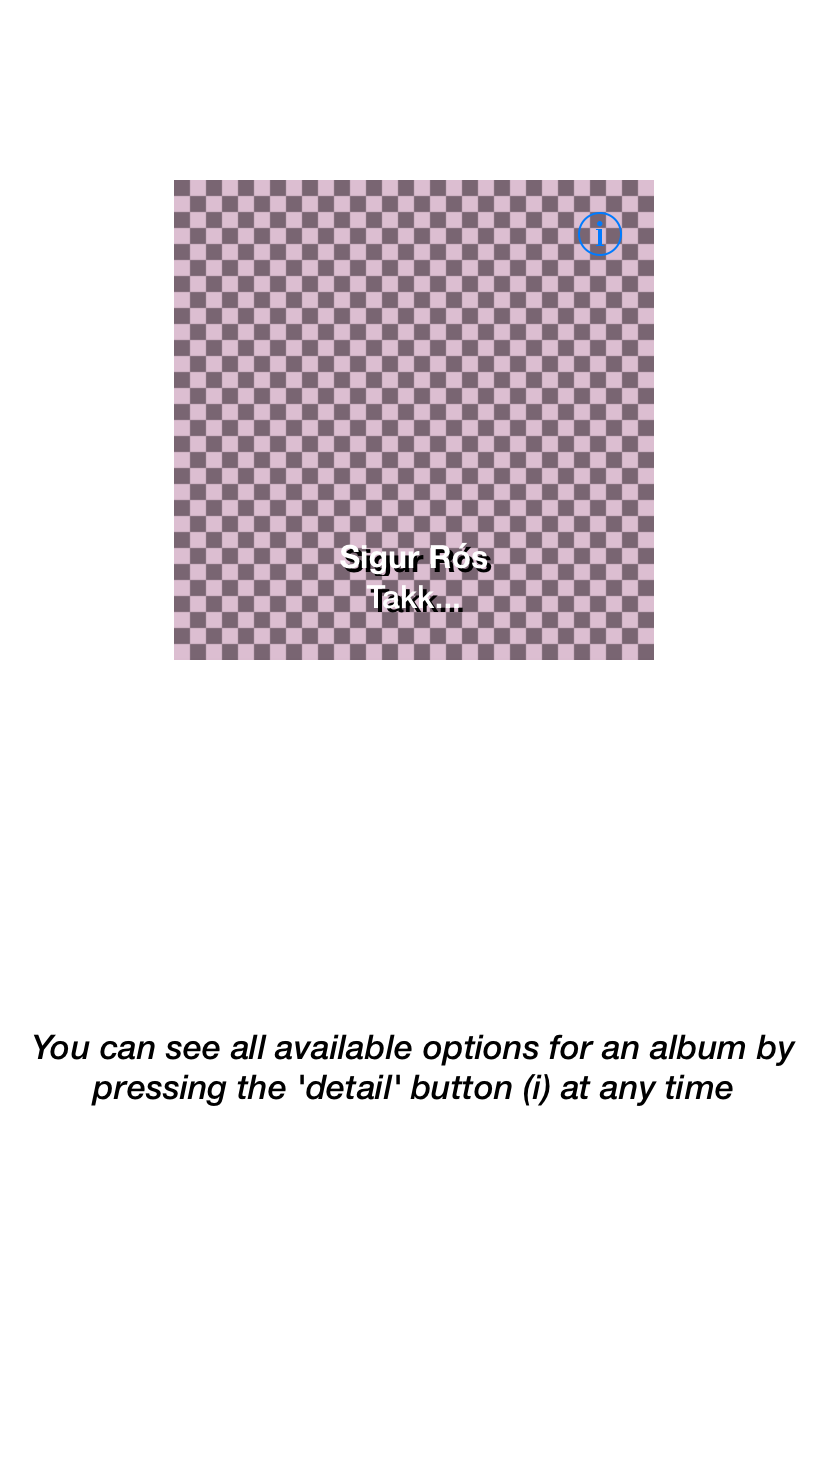 i
Sigur Rós
Takk...
You can see all available options for an album by
pressing the 'detail' button (i) at any time